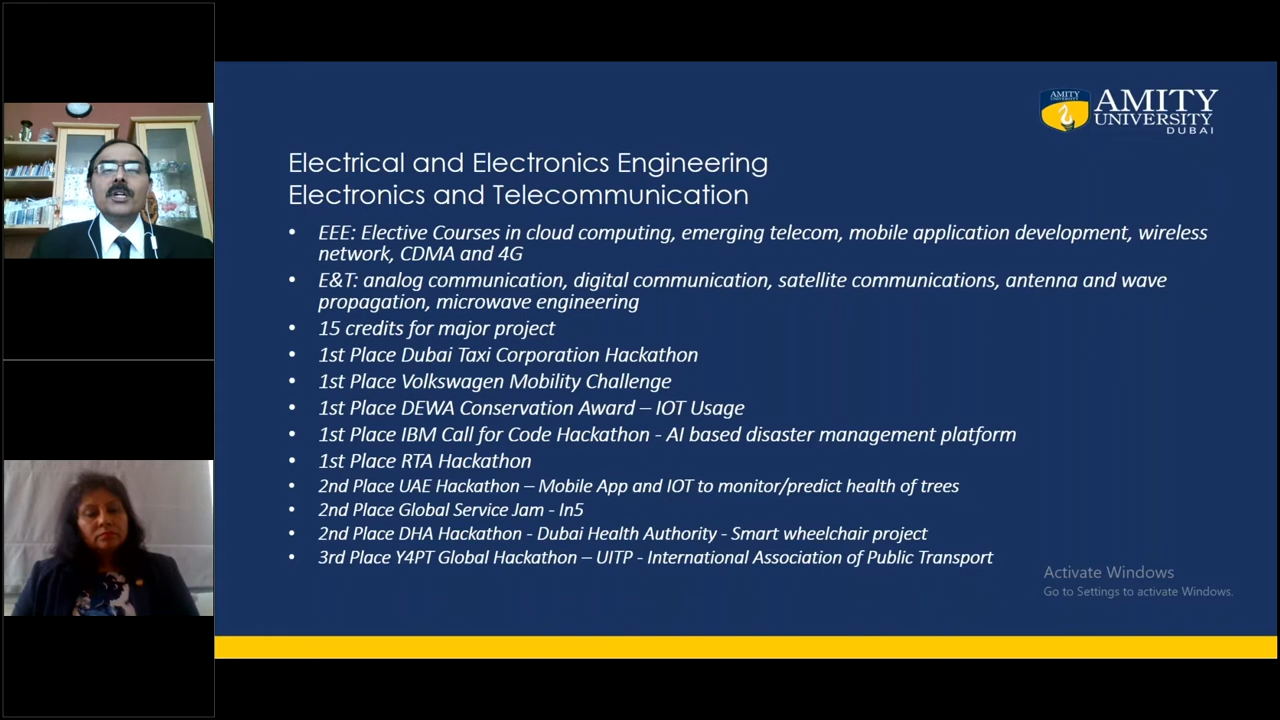 AMITY
AMITY
UNIVERSITY
DUBAI
Electrical and Electronics Engineering
Electronics and Telecommunication
• EEE: Elective Courses in cloud computing, emerging telecom, mobile application development, wireless
network, CDMA and 4G
• E&T: analog communication, digital communication, satellite communications, antenna and wave
propagation, microwave engineering
• 15 credits for major project
• 1st Place Dubai Taxi Corporation Hackathon
• 1st Place Volkswagen Mobility Challenge
• 1st Place DEWA Conservation Award – IOT Usage
• 1st Place IBM Call for Code Hackathon - AI based disaster management platform
• 1st Place RTA Hackathon
• 2nd Place UAE Hackathon – Mobile App and IOT to monitor/predict health of trees
• 2nd Place Global Service Jam - In5
• 2nd Place DHA Hackathon - Dubai Health Authority - Smart wheelchair project
• 3rd Place Y4PT Global Hackathon – UITP - International Association of Public Transport
Activate Windows
Go to Settings to activate Windows.